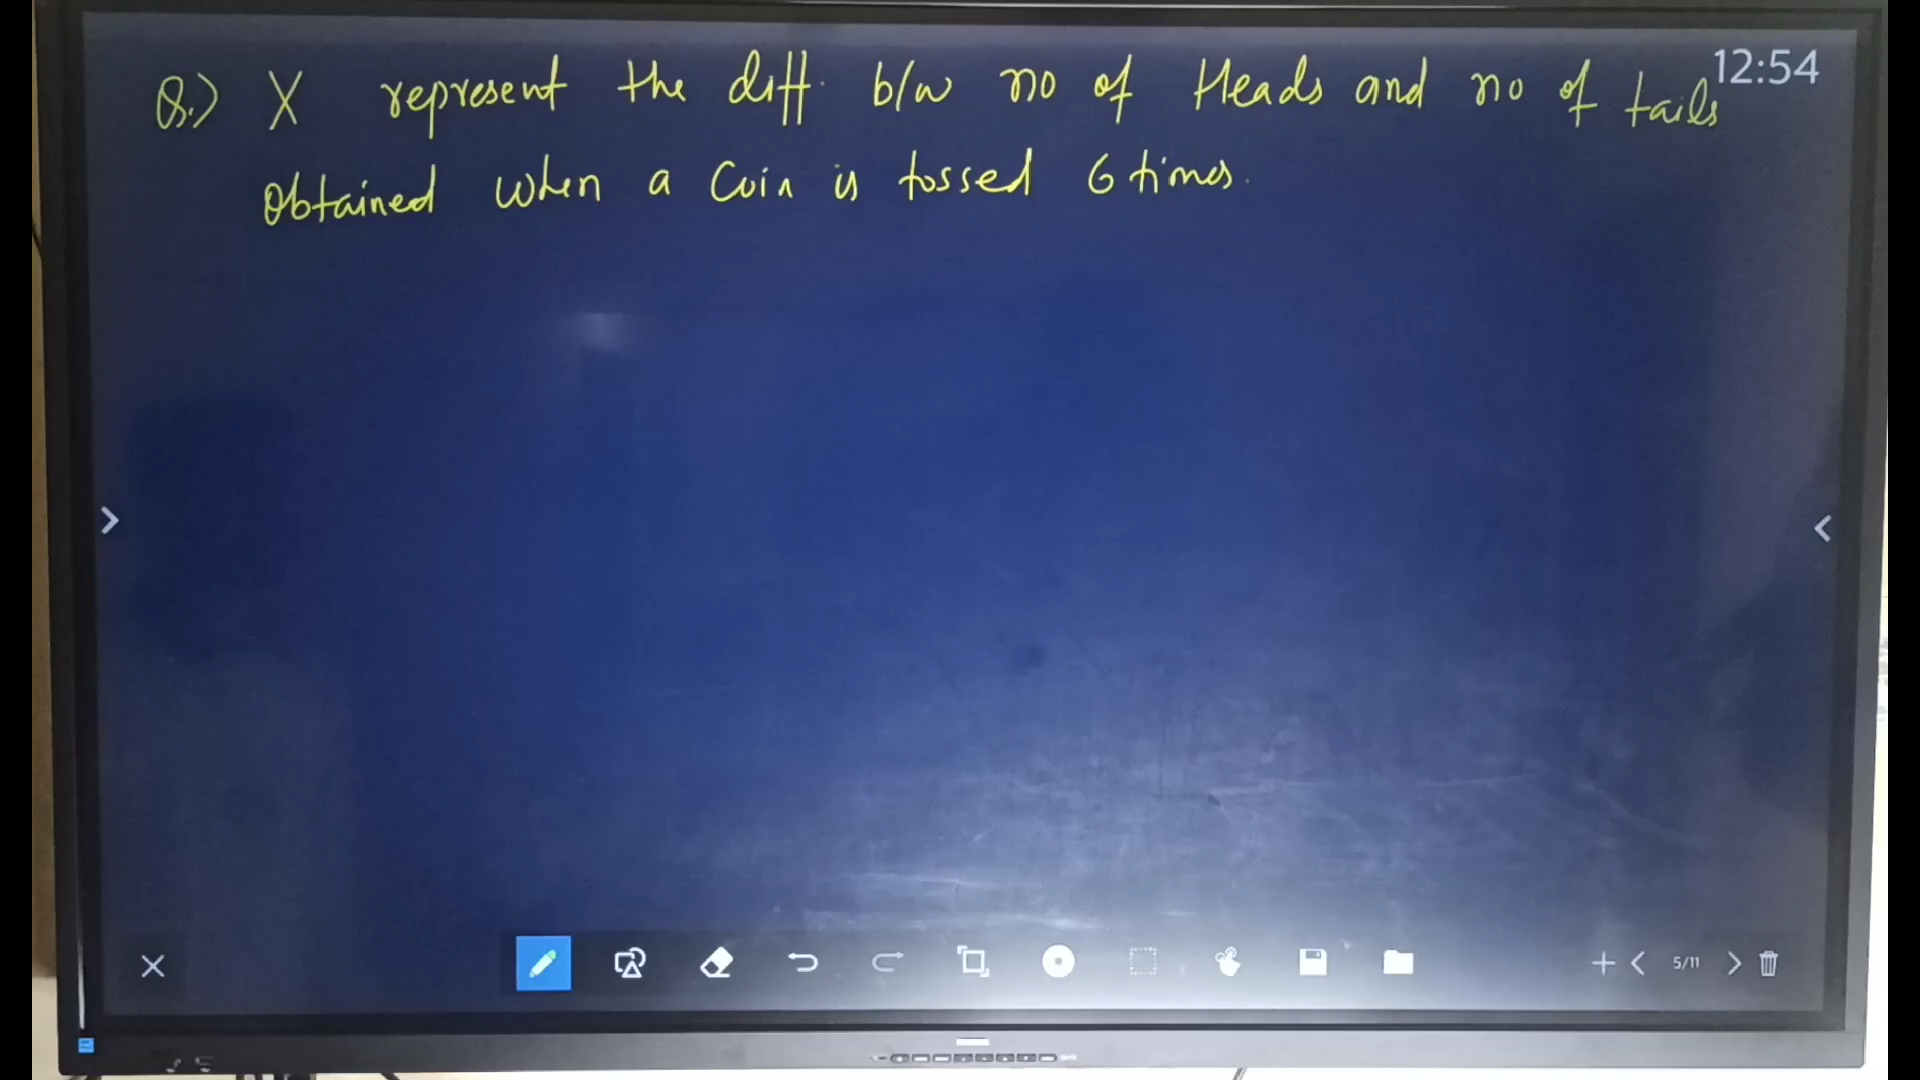 Q.) X represent the diff. b/w no of Heads and no of tails
12:54
Obtained when a Coin is tossed 6 times.
5/11